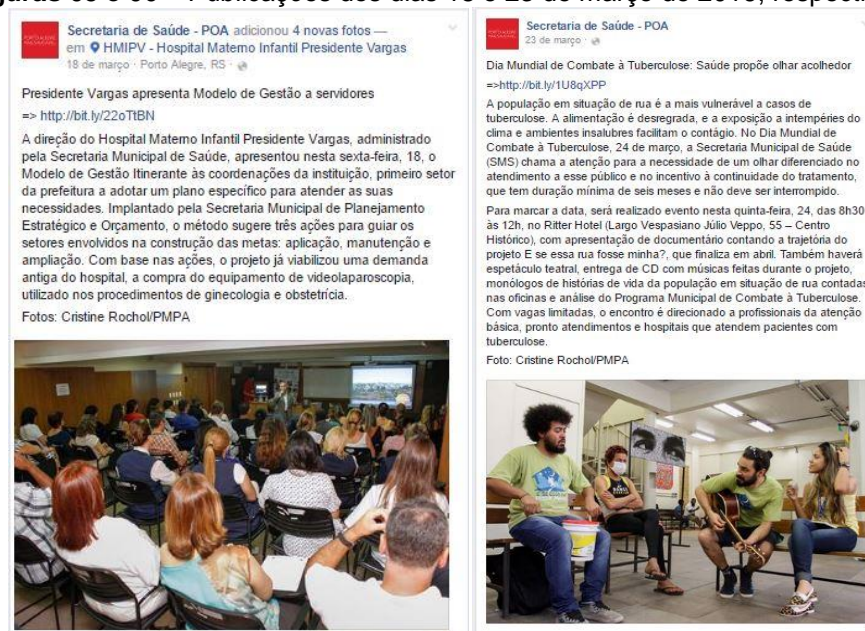 Secretaria de Saúde - POA adicionou 4 novas fotos —
em HMIPV - Hospital Materno Infantil Presidente Vargas
18 de março · Porto Alegre, RS ·
Presidente Vargas apresenta Modelo de Gestão a servidores
=> http://bit.ly/22oTtBN
A direção do Hospital Materno Infantil Presidente Vargas, administrado
pela Secretaria Municipal de Saúde, apresentou nesta sexta-feira, 18, o
Modelo de Gestão Itinerante às coordenações da instituição, primeiro setor
da prefeitura a adotar um plano específico para atender as suas
necessidades. Implantado pela Secretaria Municipal de Planejamento
Estratégico e Orçamento, o método sugere três ações para guiar os
setores envolvidos na construção das metas: aplicação, manutenção e
ampliação. Com base nas ações, o projeto já viabilizou uma demanda
antiga do hospital, a compra do equipamento de videolaparoscopia,
utilizado nos procedimentos de ginecologia e obstetrícia.
Fotos: Cristine Rochol/PMPA
Secretaria de Saúde - POA
23 de março ·
Dia Mundial de Combate à Tuberculose: Saúde propõe olhar acolhedor
=>http://bit.ly/1U8qXPP
A população em situação de rua é a mais vulnerável a casos de
tuberculose. A alimentação é desregrada, e a exposição a intempéries do
clima e ambientes insalubres facilitam o contágio. No Dia Mundial de
Combate à Tuberculose, 24 de março, a Secretaria Municipal de Saúde
(SMS) chama a atenção para a necessidade de um olhar diferenciado no
atendimento a esse público e no incentivo à continuidade do tratamento,
que tem duração mínima de seis meses e não deve ser interrompido.
Para marcar a data, será realizado evento nesta quinta-feira, 24, das 8h30
às 12h, no Ritter Hotel (Largo Vespasiano Júlio Veppo, 55 – Centro
Histórico), com apresentação de documentário contando a trajetória do
projeto E se essa rua fosse minha?, que finaliza em abril. Também haverá
espetáculo teatral, entrega de CD com músicas feitas durante o projeto,
monólogos de histórias de vida da população em situação de rua contadas
nas oficinas e análise do Programa Municipal de Combate à Tuberculose.
Com vagas limitadas, o encontro é direcionado a profissionais da atenção
básica, pronto atendimentos e hospitais que atendem pacientes com
tuberculose.
Foto: Cristine Rochol/PMPA